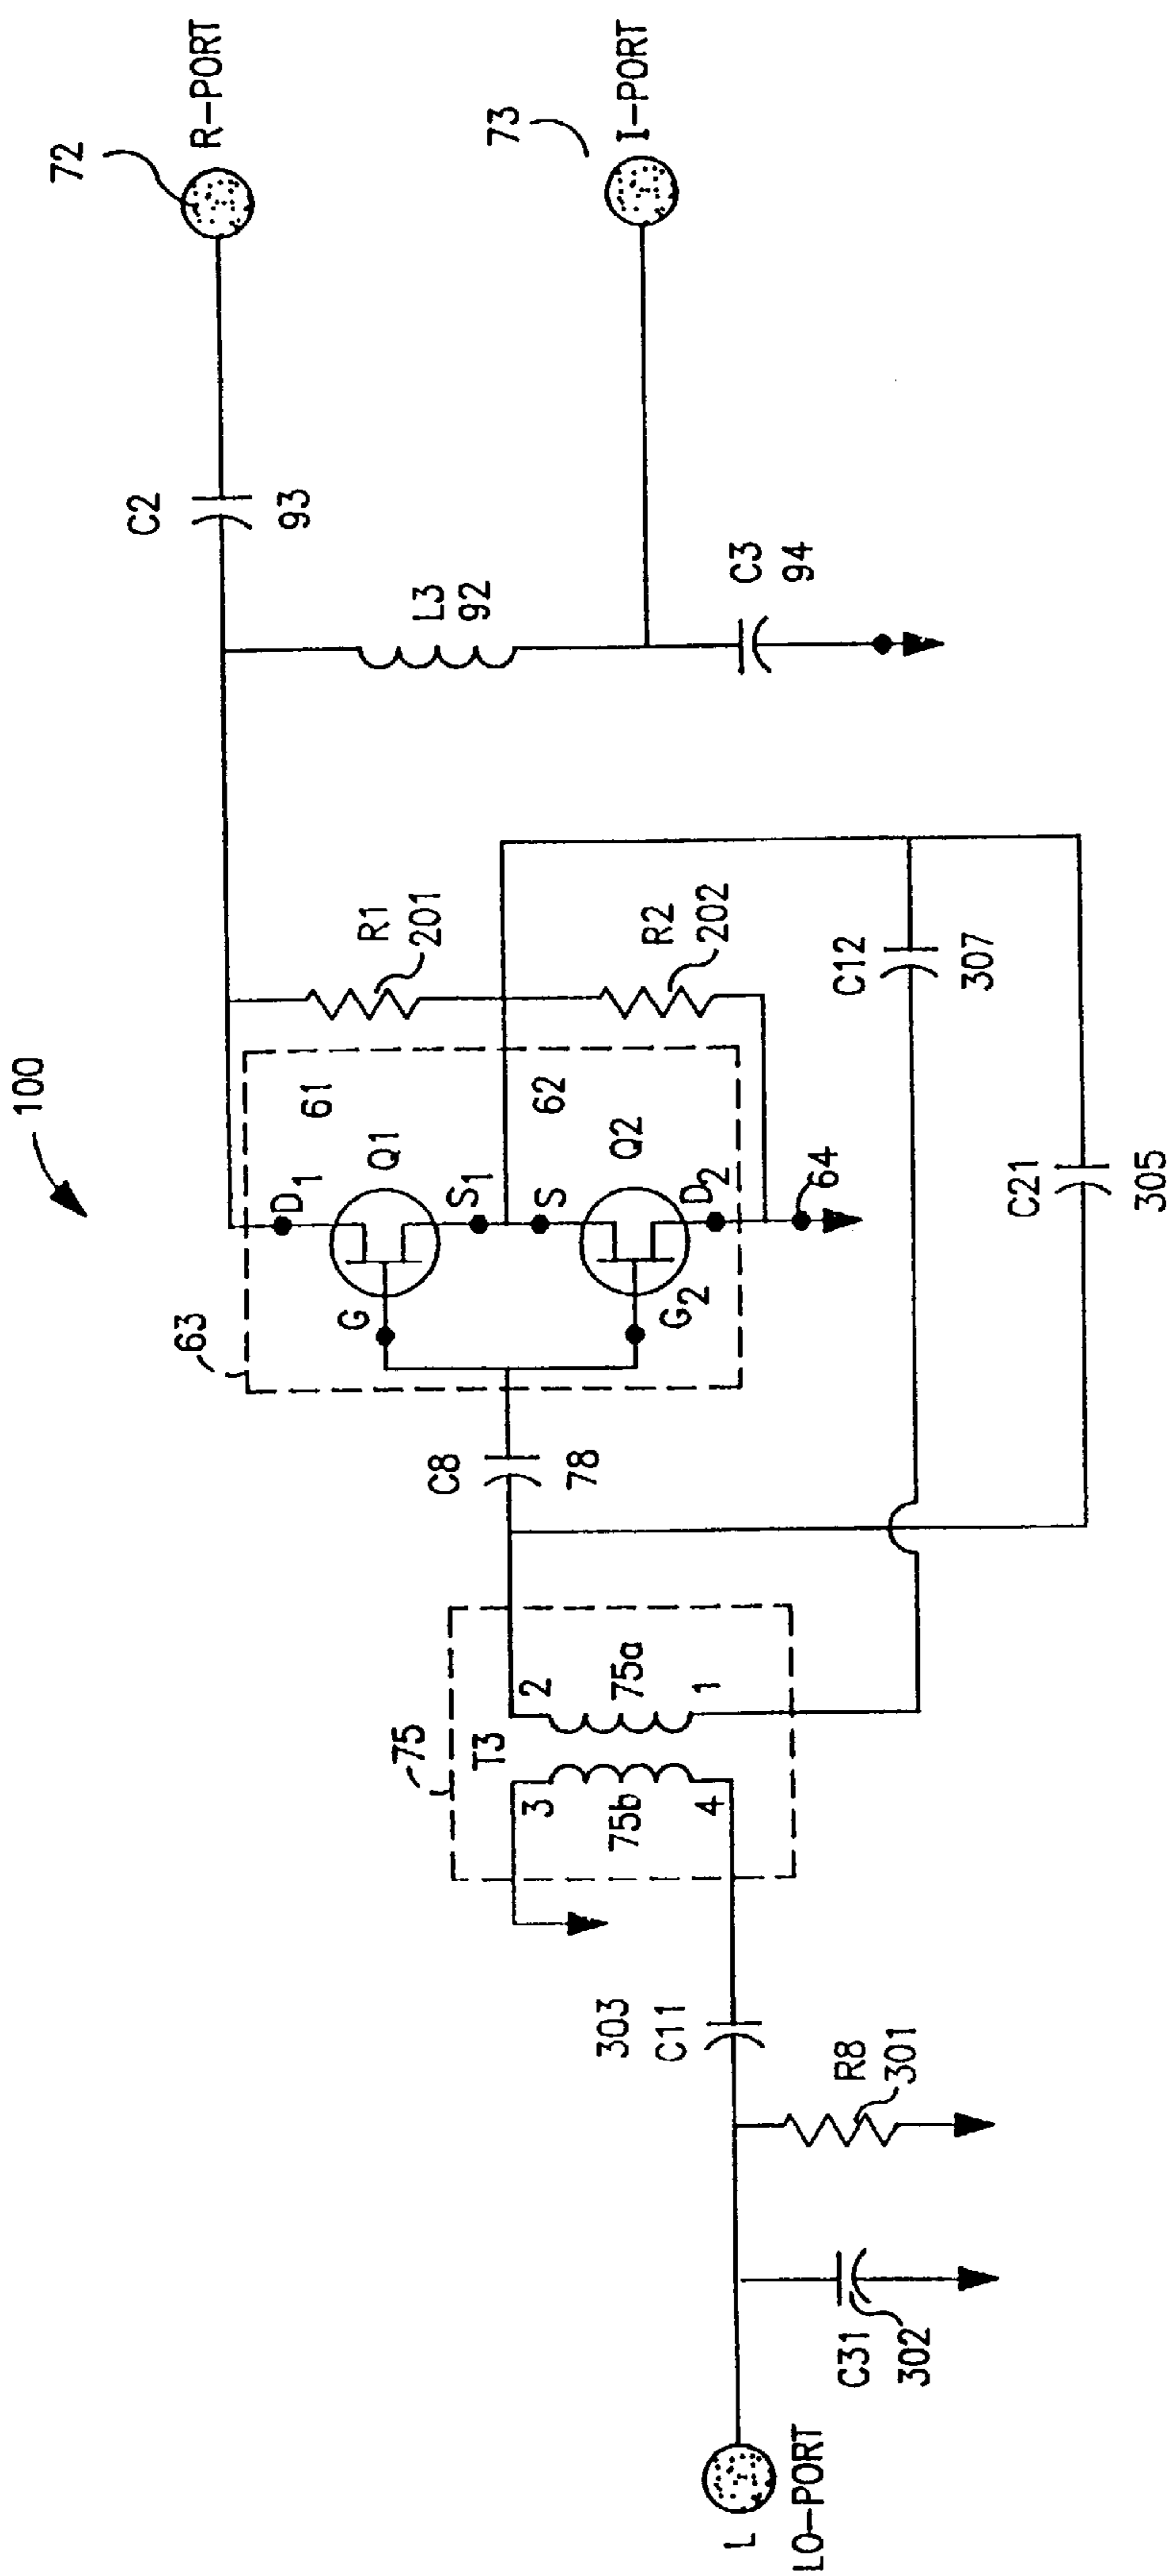 100
72
R-PORT
C2
93
63
D1
61
Q1
G
S1
R1
201
L3
92
73
I-PORT
C8
78
S
62
Q2
G2
D2
64
R2
202
C3
94
75
T3
2
75a
1
3
75b
4
C12
307
C21
305
303
C11
R8
301
C31
302
L
LO-PORT